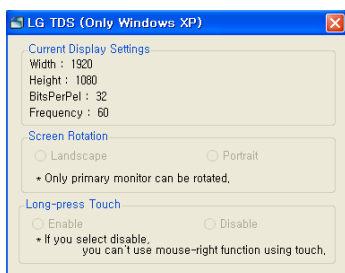 LG TDS (Only Windows XP)
Current Display Settings
Width : 1920
Height : 1080
BitsPerPel : 32
Frequency : 60
Screen Rotation
Landscape Portrait
* Only primary monitor can be rotated,
Long-press Touch
Enable Disable
* If you select disable,
you can't use mouse-right function using touch,